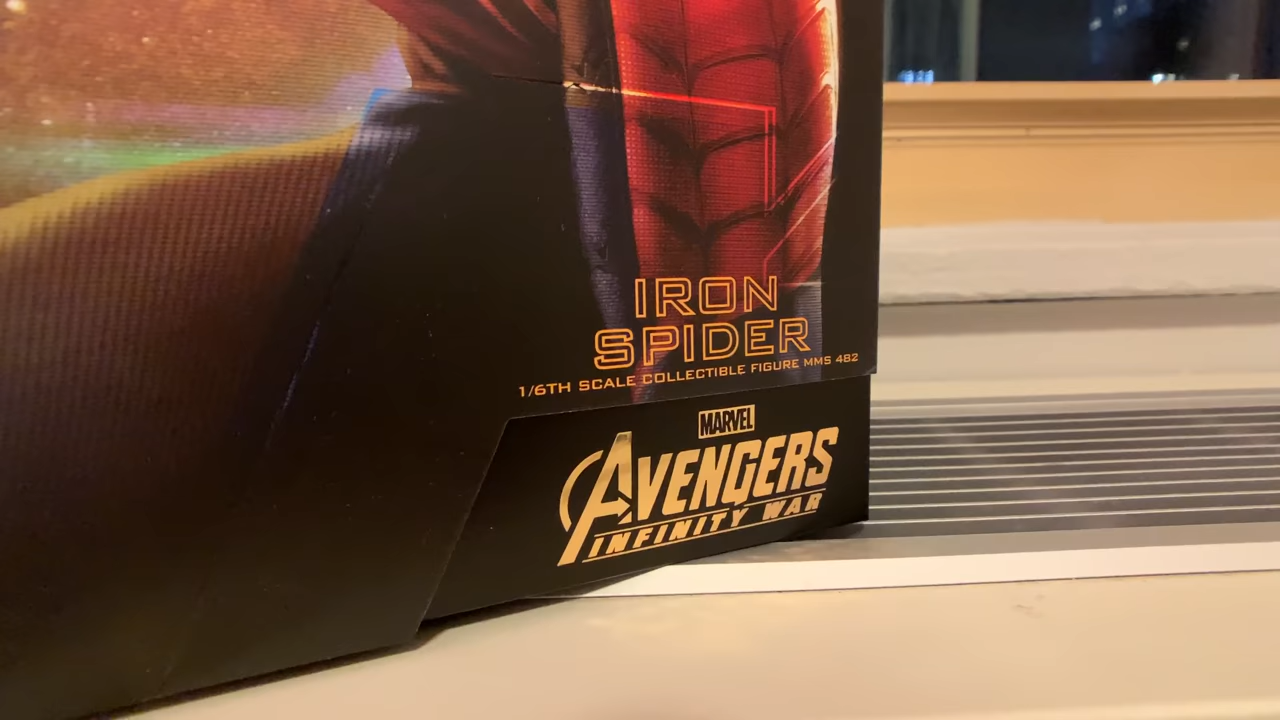 IRON
SPIDER
1/6TH SCALE COLLECTIBLE FIGURE MMS 482
MARVEL
AVENGERS
INFINITY WAR